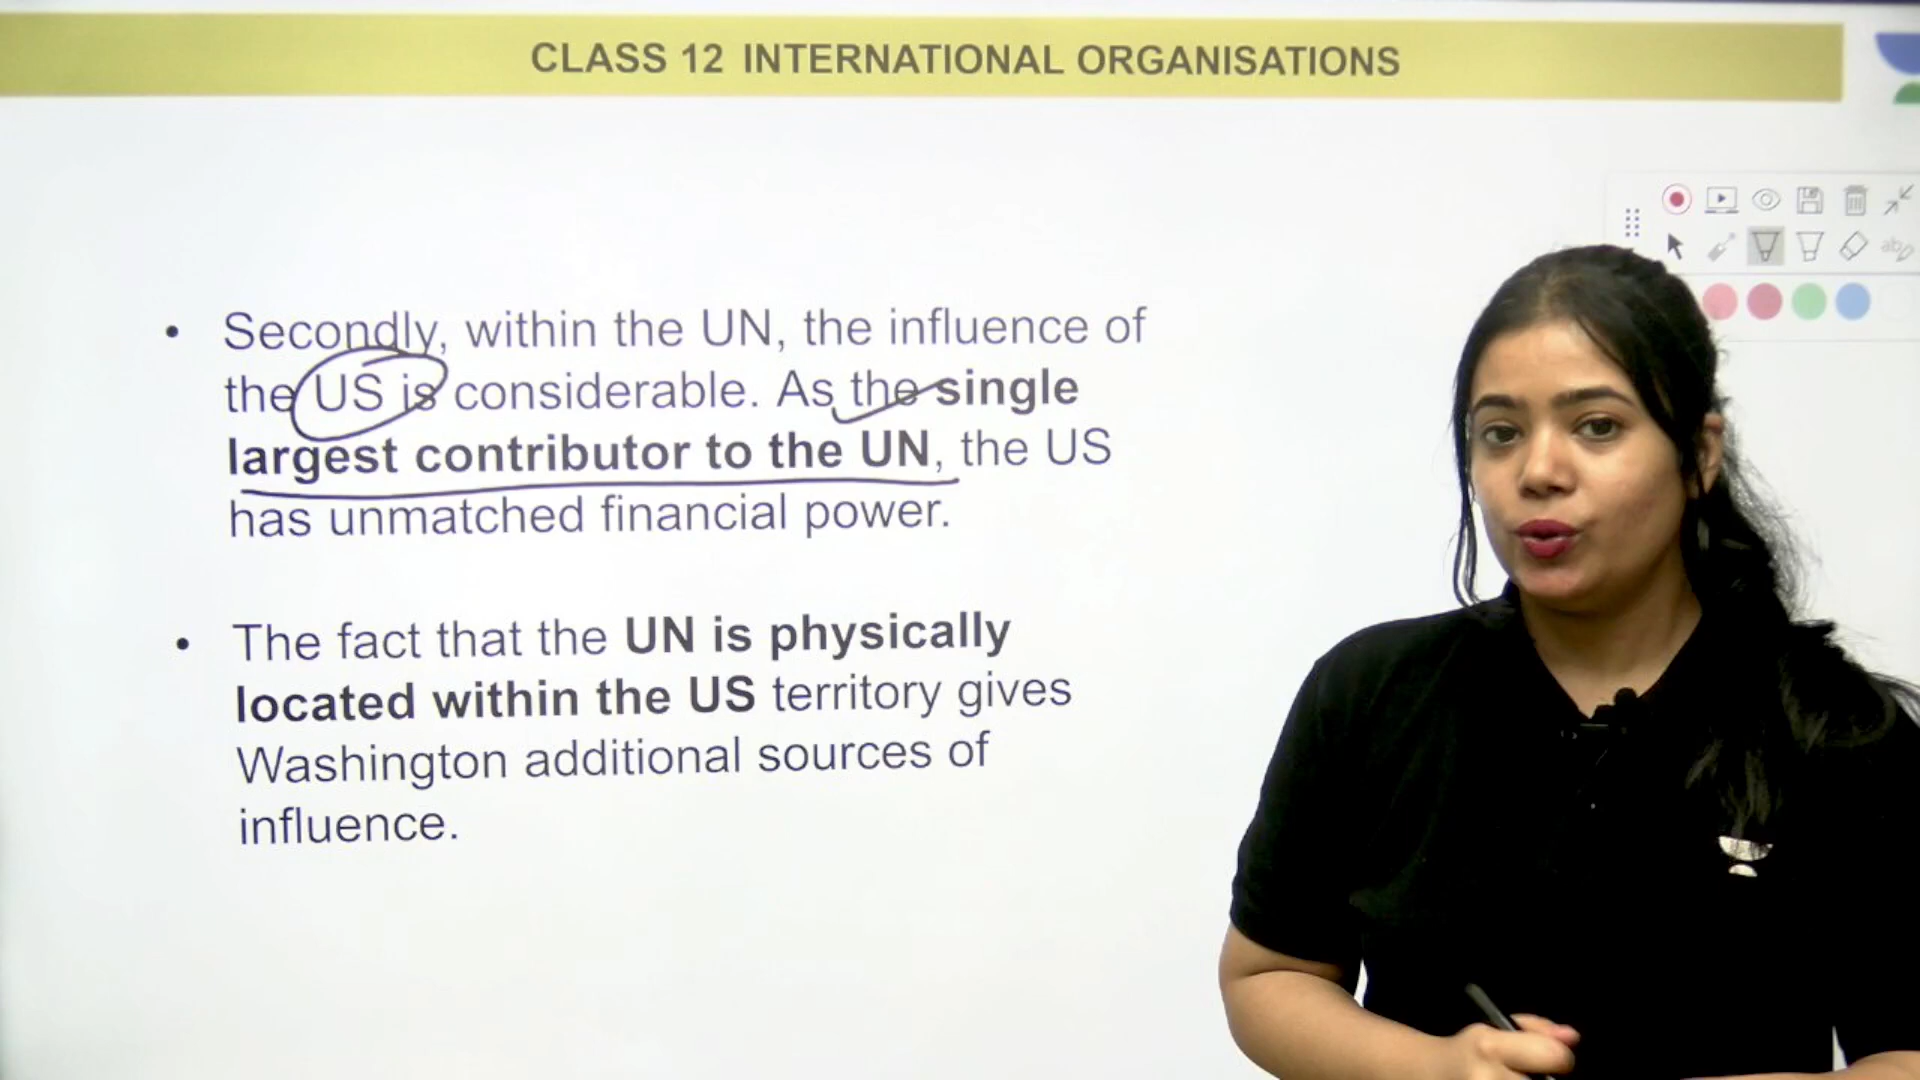 CLASS 12 INTERNATIONAL ORGANISATIONS
• Secondly, within the UN, the influence of
the US is considerable. As the single
largest contributor to the UN, the US
has unmatched financial power.
• The fact that the UN is physically
located within the US territory gives
Washington additional sources of
influence.
ab